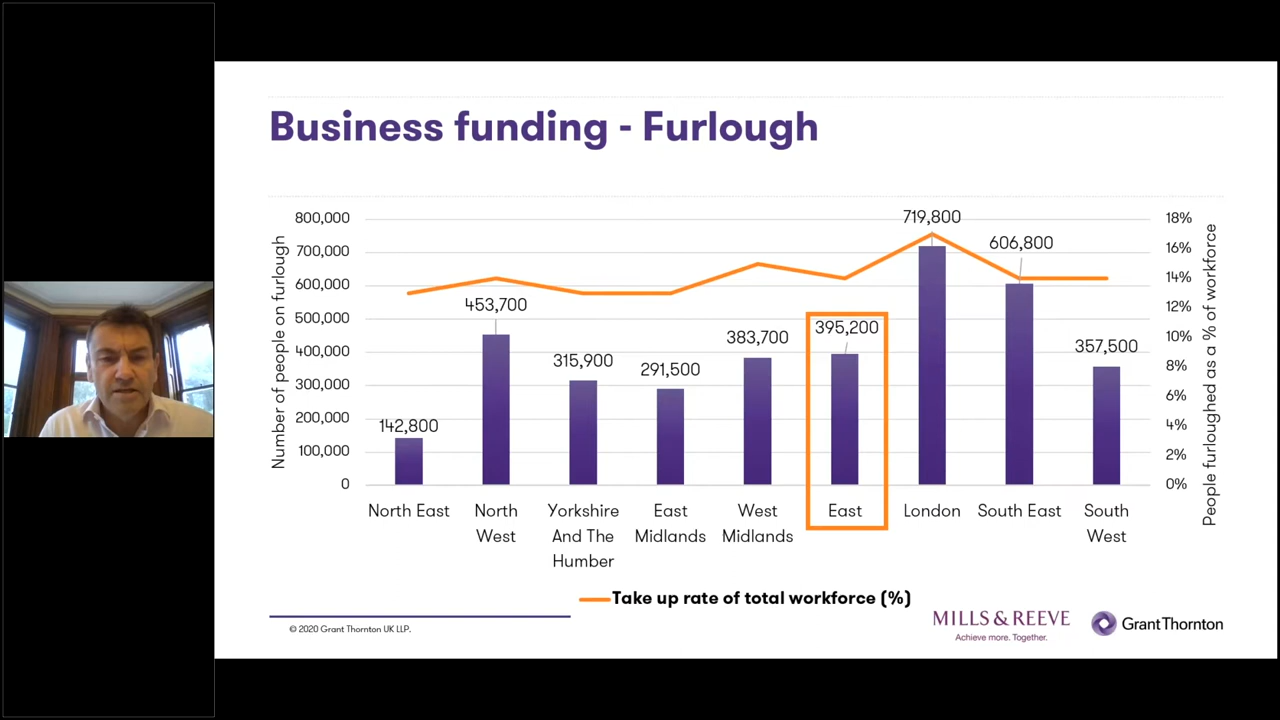 Business funding - Furlough
800,000
700,000
600,000
500,000
400,000
300,000
200,000
100,000
0
Number of people on furlough
142,800
453,700
315,900
291,500
383,700
395,200
719,800
606,800
357,500
18%
16%
14%
12%
10%
8%
6%
4%
2%
0%
People furloughed as a % of workforce
North East
North
West
Yorkshire
And The
Humber
East
Midlands
West
Midlands
East
London
South East
South
West
Take up rate of total workforce (%)
© 2020 Grant Thornton UK LLP.
MILLS & REEVE
Achieve more. Together.
Grant Thornton